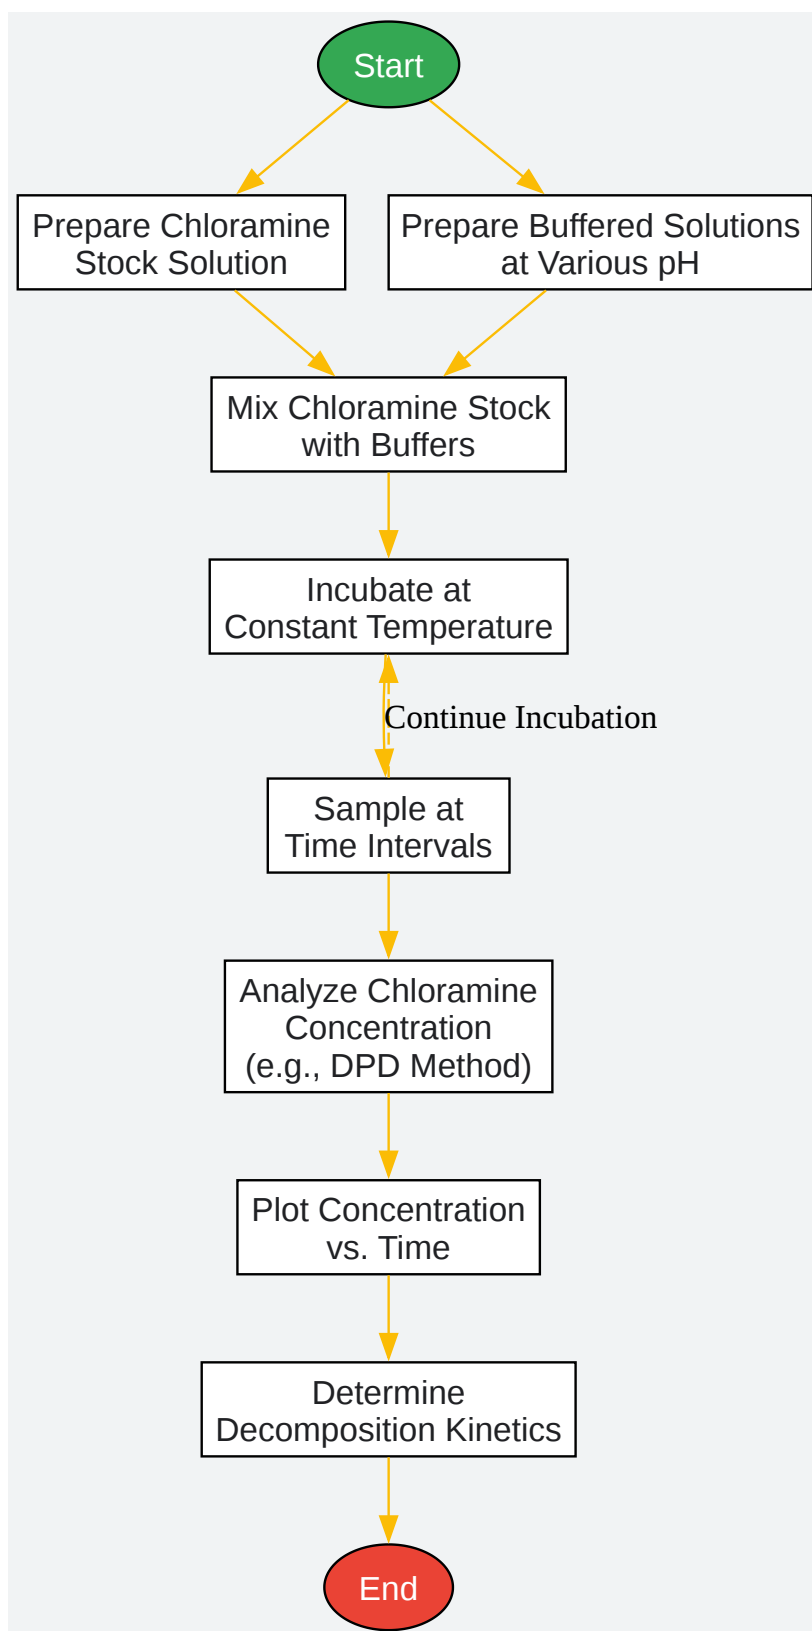 Start
Prepare Chloramine
Stock Solution
Prepare Buffered Solutions
at Various pH
Mix Chloramine Stock
with Buffers
Incubate at
Constant Temperature
Continue Incubation
Sample at
Time Intervals
Analyze Chloramine
Concentration
(e.g., DPD Method)
Plot Concentration
vs. Time
Determine
Decomposition Kinetics
End